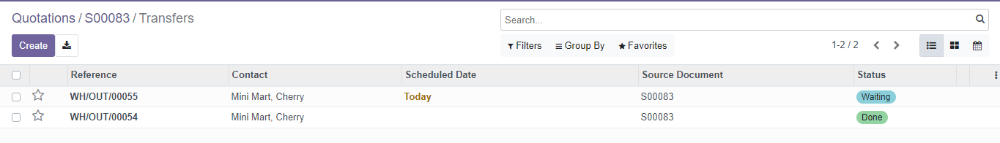 Quotations / S00083 / Transfers
Search...
Create
Filters Group By Favorites 1-2 / 2
Reference Contact Scheduled Date Source Document Status
WH/OUT/00055 Mini Mart, Cherry Today S00083 Waiting
WH/OUT/00054 Mini Mart, Cherry S00083 Done